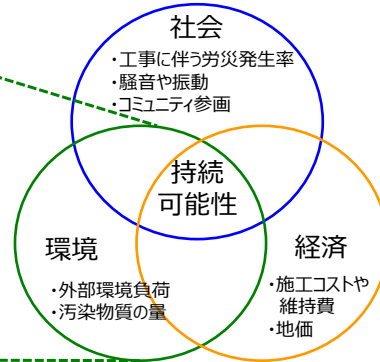 社会
・工事に伴う労災発生率
・騒音や振動
・コミュニティ参画
持続
可能性
環境
・外部環境負荷
・汚染物質の量
経済
・施工コストや
維持費
・地価